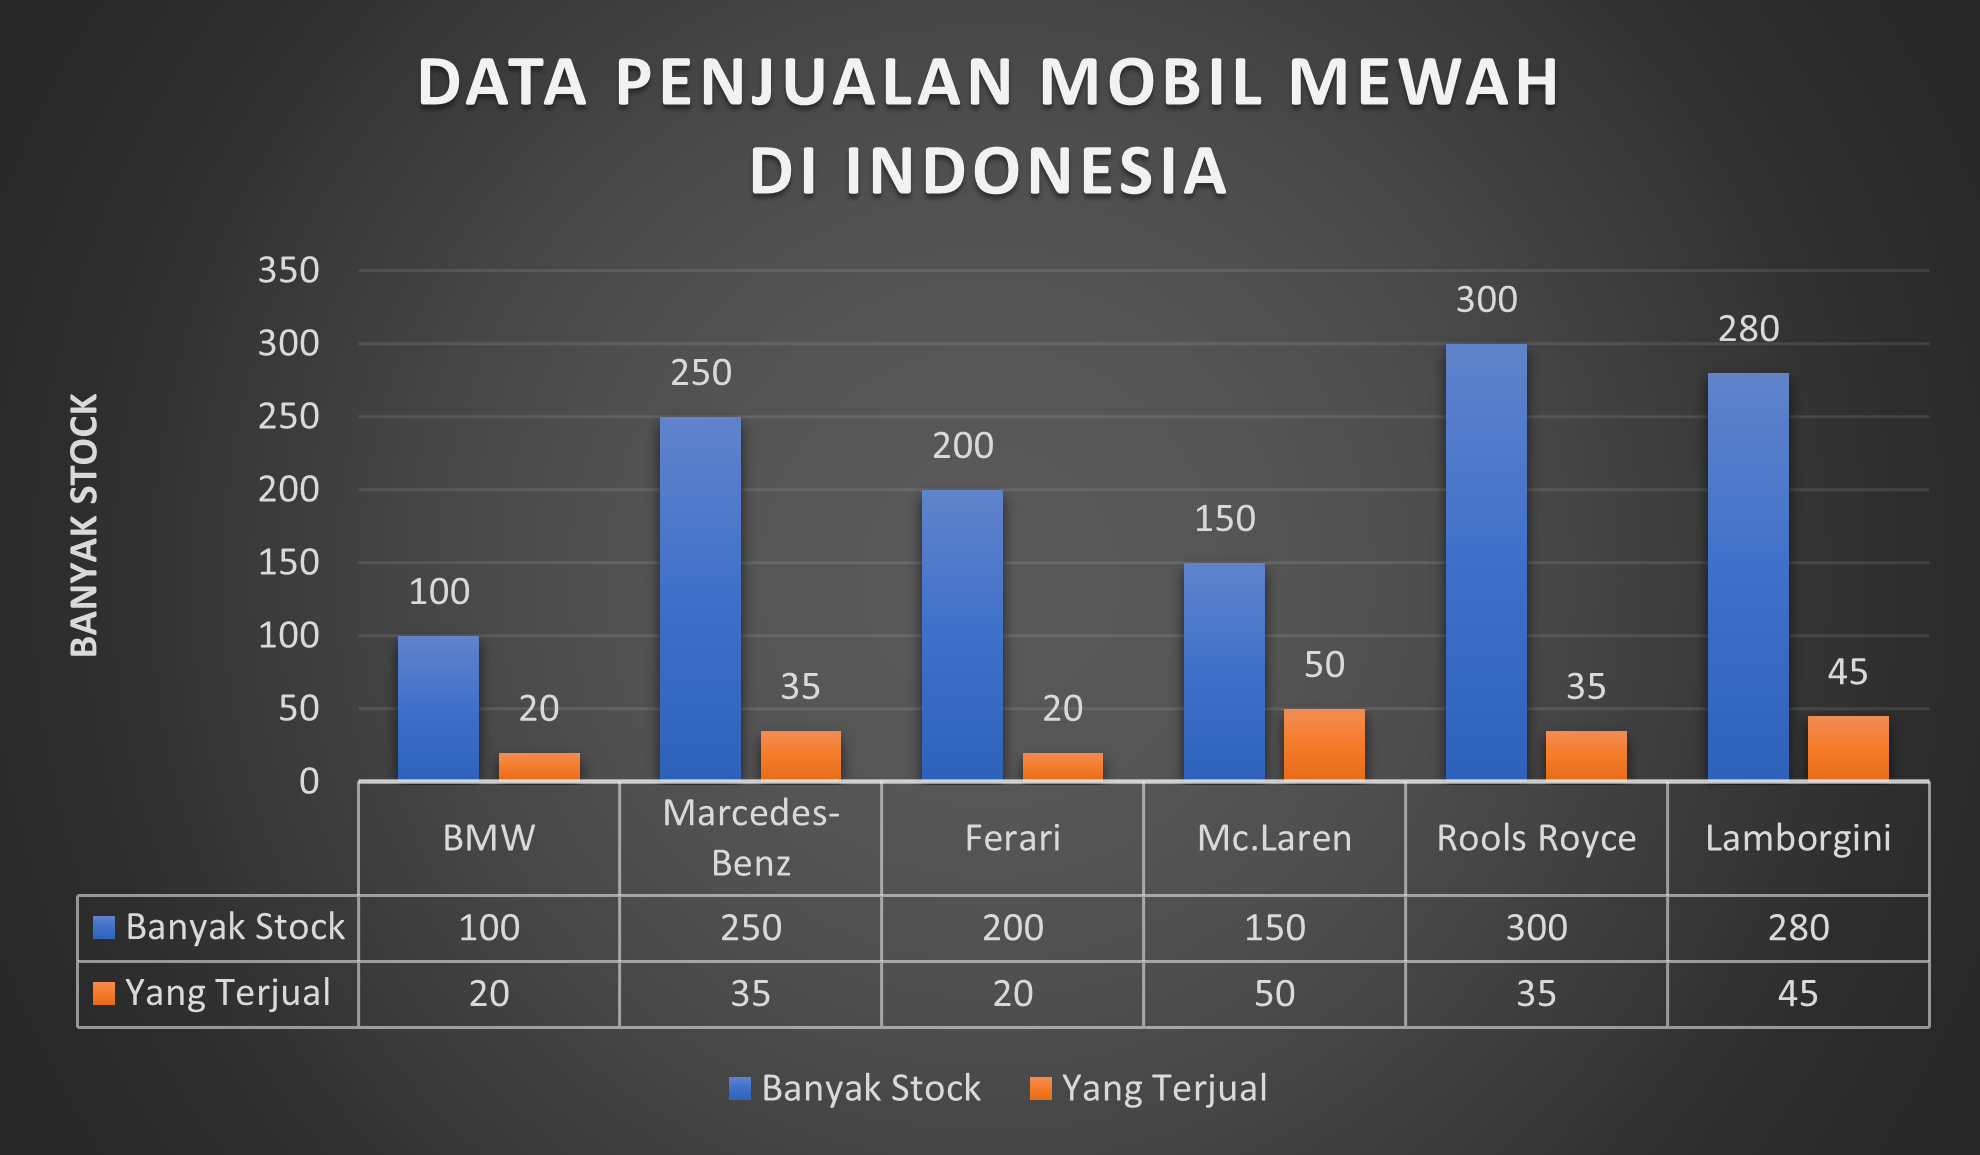 DATA PENJUALAN MOBIL MEWAH
DI INDONESIA
BANYAK STOCK
350
300
250
200
150
100
50
0
100
20
250
35
200
20
150
50
300
35
280
45
BMW
Marcedes-
Benz
Ferari
Mc.Laren
Rools Royce
Lamborgini
Banyak Stock 100 250 200 150 300 280
Yang Terjual 20 35 20 50 35 45
Banyak Stock Yang Terjual